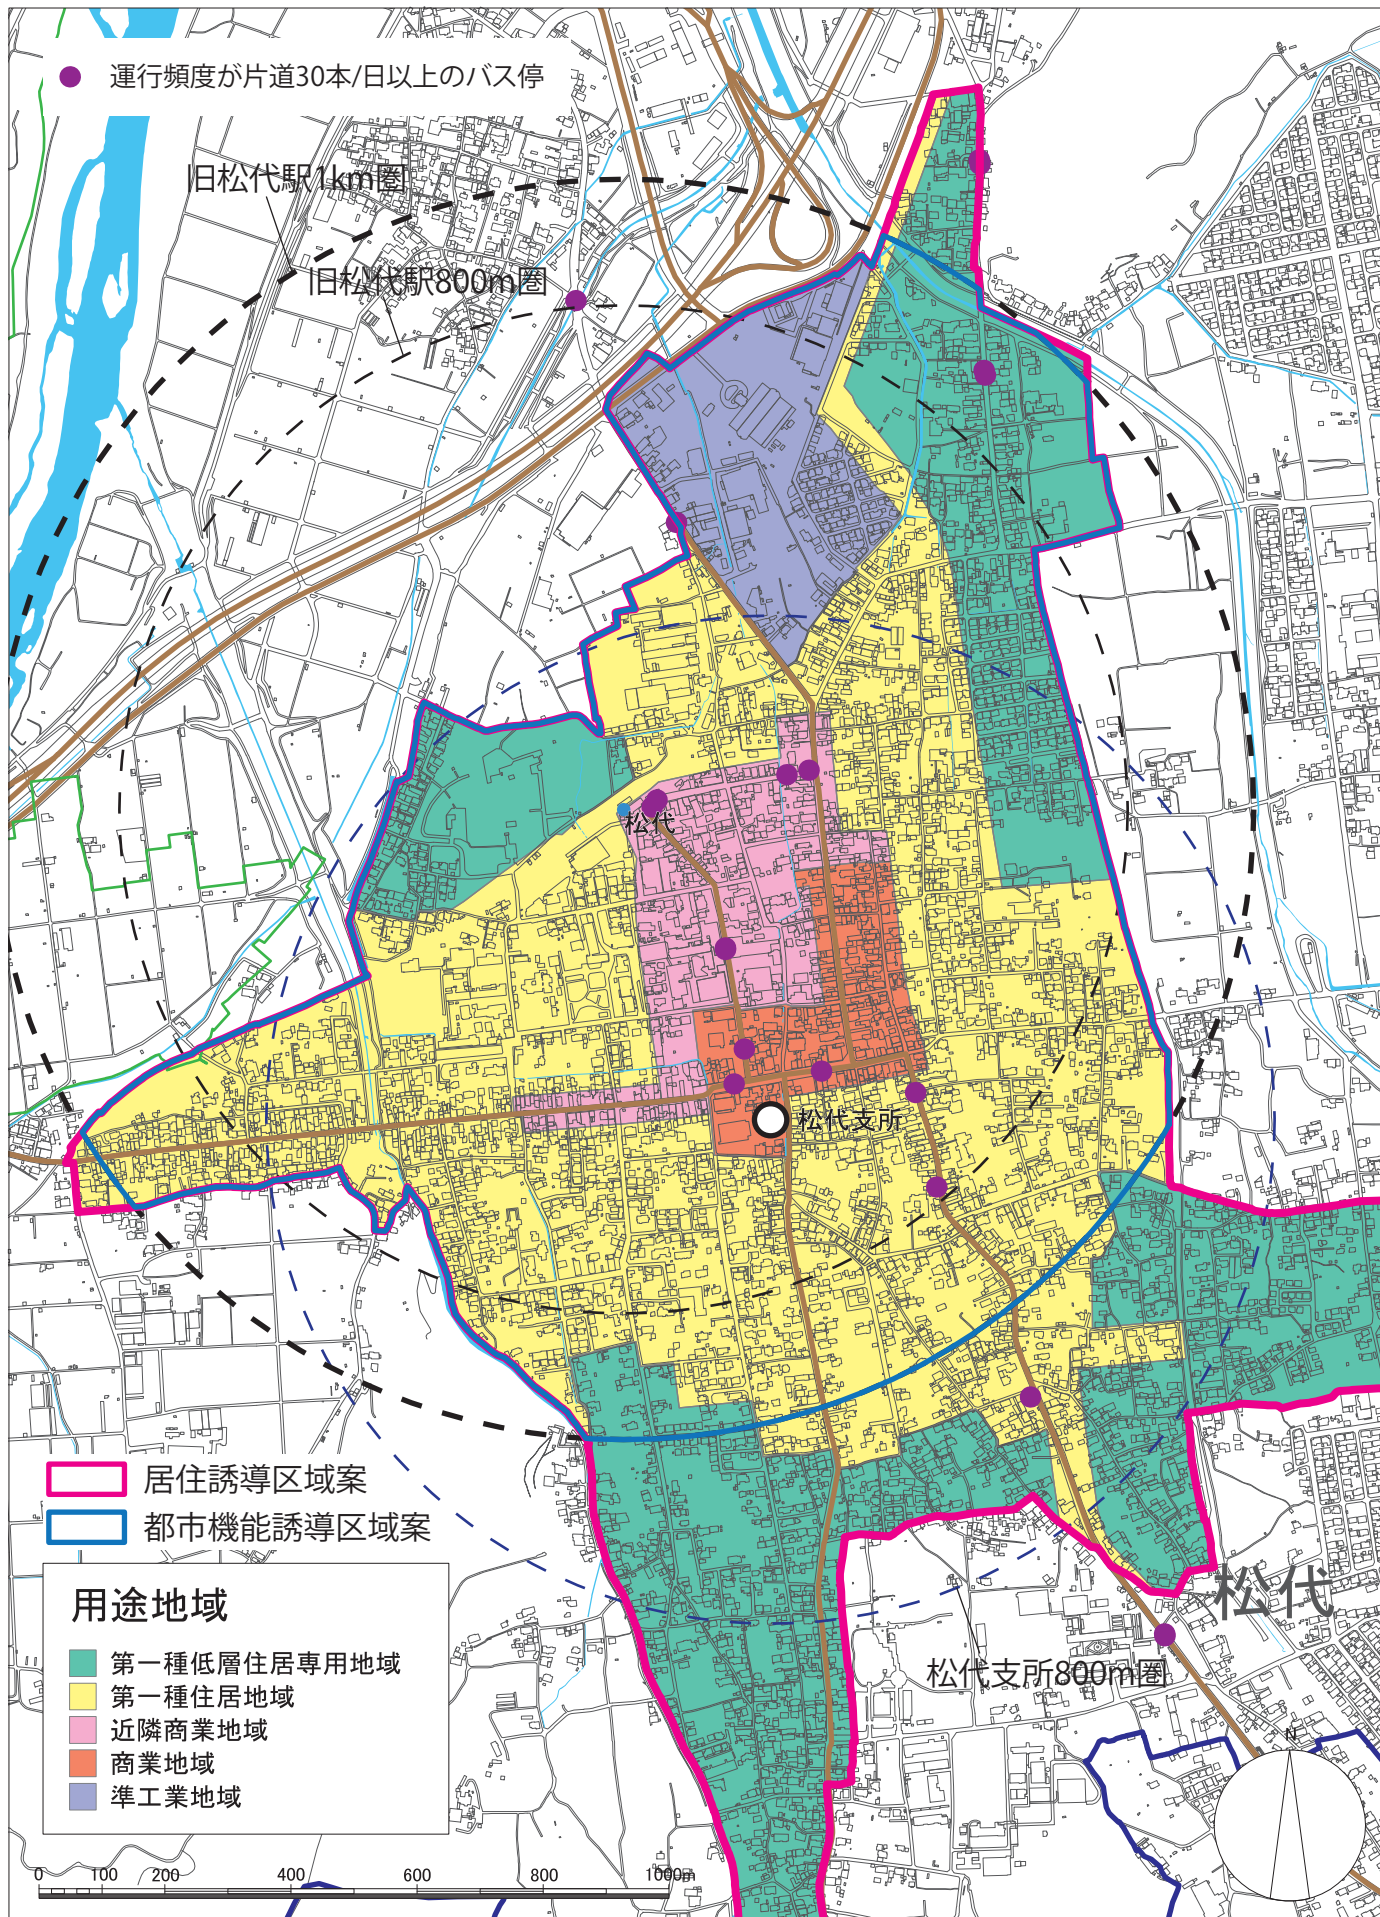 運行頻度が片道30本/日以上のバス停
旧松代駅1km圏
旧松代駅800m圏
松代
松代支所
居住誘導区域案
都市機能誘導区域案
用途地域
第一種低層住居専用地域
第一種住居地域
近隣商業地域
商業地域
準工業地域
松代
松代支所800m圏
N
0 100 200 400 600 800 1000m